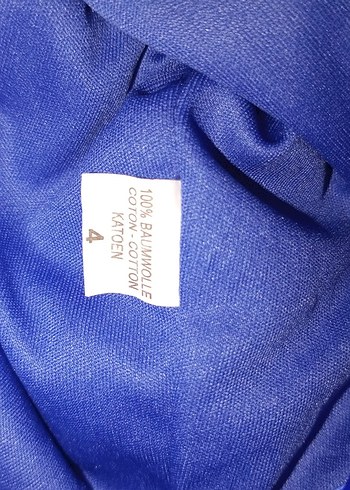 100% BAUMWOLLE
COTON - COTTON
KATOEN
4